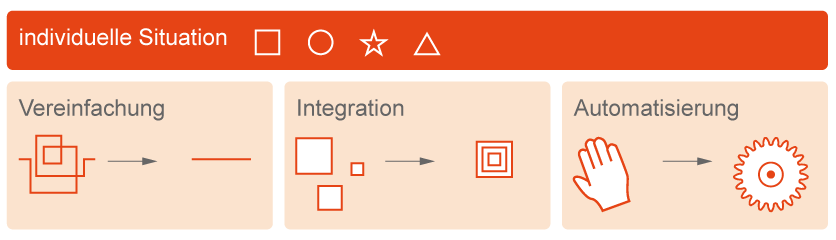 individuelle Situation
Vereinfachung
Integration
Automatisierung